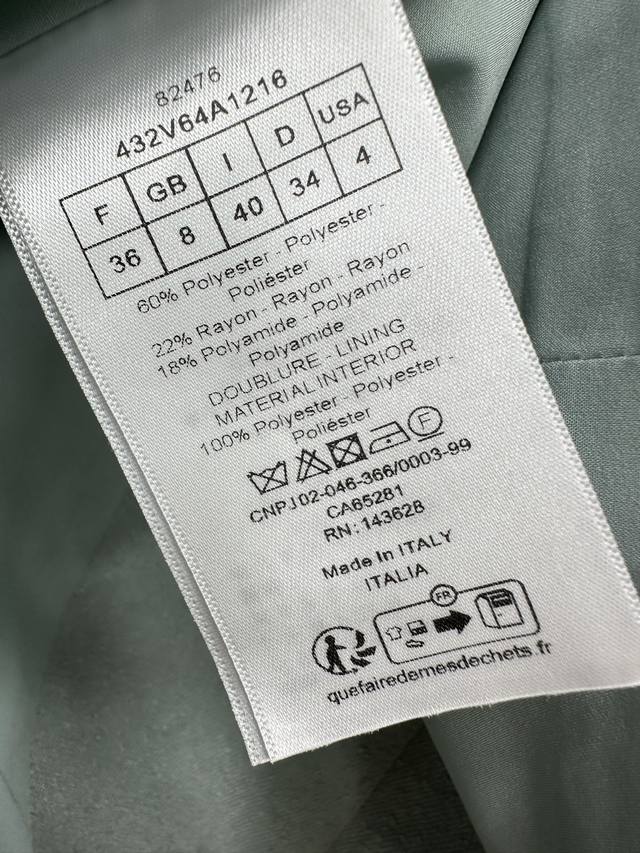 82476
432V64A1216
F GB I D USA
36 8 40 34 4
60% Polyester - Polyester -
Poliéster
22% Rayon - Rayon - Rayon
18% Polyamide - Polyamide -
Polyamide
DOUBLURE - LINING
MATERIAL INTERIOR
100% Polyester - Polyester -
Poliéster
F
CNPJ 02-046-366/0003-99
CA65281
RN: 143628
Made In ITALY
ITALIA
FR
quefairedemesdechets.fr